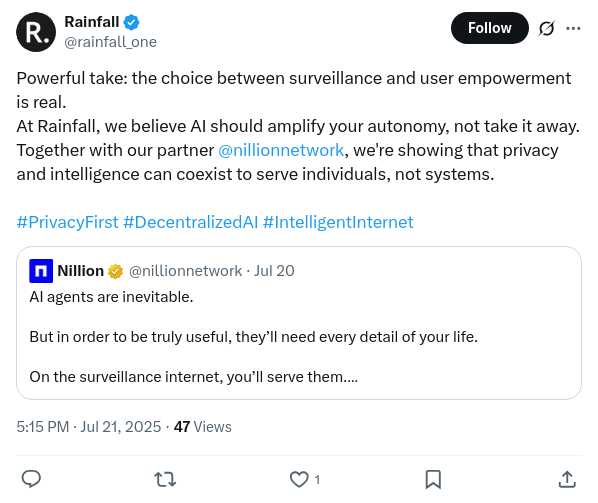 Rainfall
@rainfall_one
Follow
Powerful take: the choice between surveillance and user empowerment
is real.
At Rainfall, we believe AI should amplify your autonomy, not take it away.
Together with our partner @nillionnetwork, we're showing that privacy
and intelligence can coexist to serve individuals, not systems.
#PrivacyFirst #DecentralizedAI #IntelligentInternet
Nillion @nillionnetwork · Jul 20
AI agents are inevitable.
But in order to be truly useful, they’ll need every detail of your life.
On the surveillance internet, you’ll serve them....
5:15 PM · Jul 21, 2025 · 47 Views
1
R.